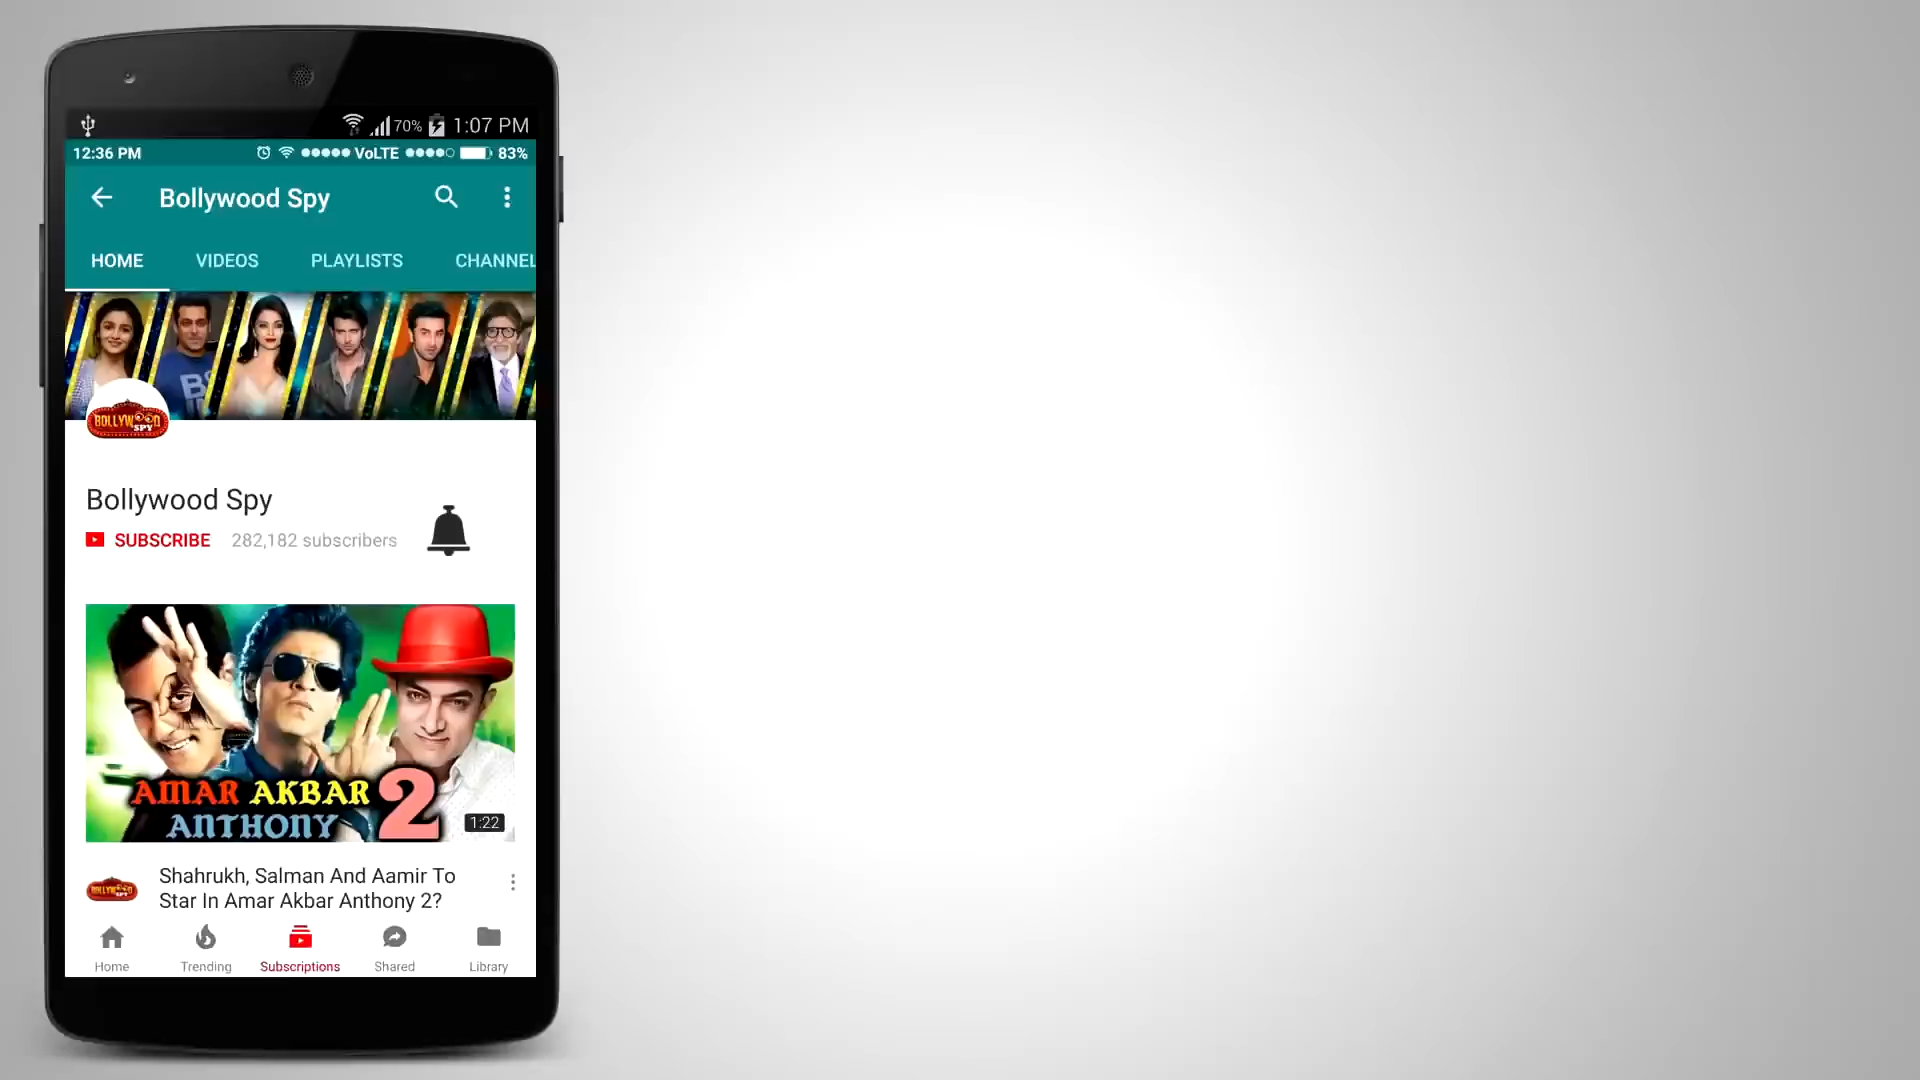 70% 1:07 PM
12:36 PM VoLTE 83%
Bollywood Spy
HOME VIDEOS PLAYLISTS CHANNEL
BOLLYWOOD
SPY
Bollywood Spy
SUBSCRIBE 282,182 subscribers
AMAR AKBAR 2
ANTHONY
1:22
Shahrukh, Salman And Aamir To
Star In Amar Akbar Anthony 2?
Home Trending Subscriptions Shared Library